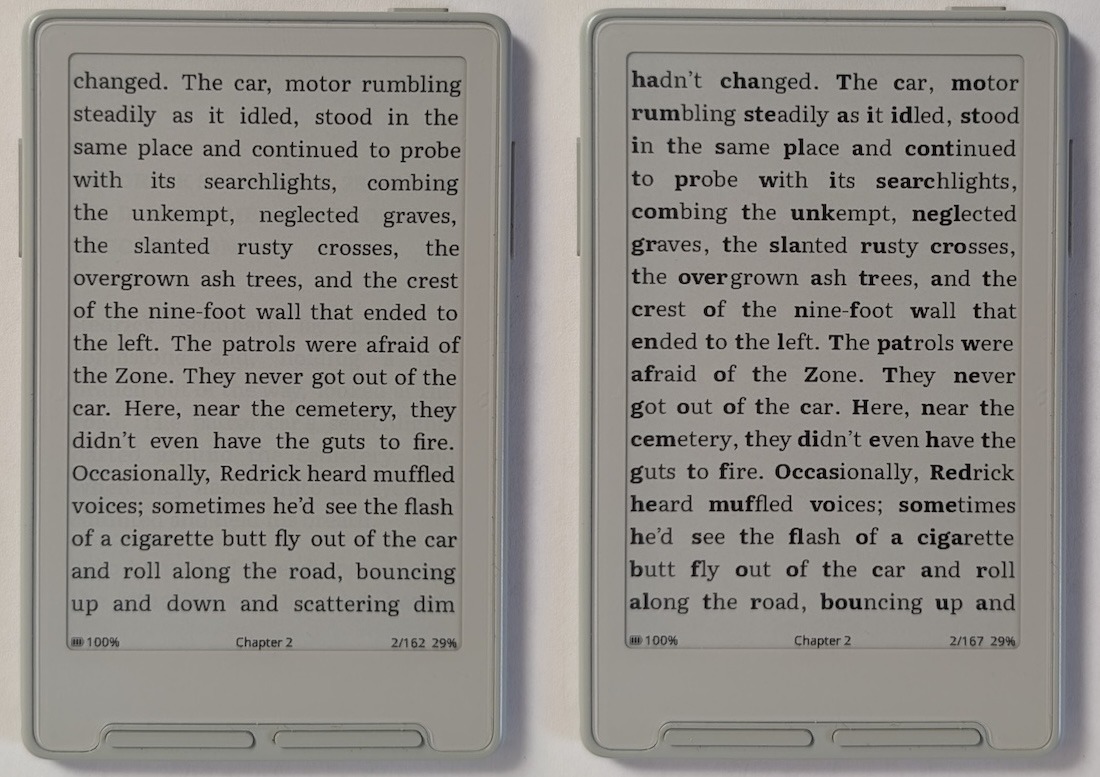 changed. The car, motor rumbling
steadily as it idled, stood in the
same place and continued to probe
with its searchlights, combing
the unkempt, neglected graves,
the slanted rusty crosses, the
overgrown ash trees, and the crest
of the nine-foot wall that ended to
the left. The patrols were afraid of
the Zone. They never got out of the
car. Here, near the cemetery, they
didn't even have the guts to fire.
Occasionally, Redrick heard muffled
voices; sometimes he'd see the flash
of a cigarette butt fly out of the car
and roll along the road, bouncing
up and down and scattering dim
100% Chapter 2 2/162 29%
hadn't changed. The car, motor
rumbling steadily as it idled, stood
in the same place and continued
to probe with its searchlights,
combing the unkempt, neglected
graves, the slanted rusty crosses,
the overgrown ash trees, and the
crest of the nine-foot wall that
ended to the left. The patrols were
afraid of the Zone. They never
got out of the car. Here, near the
cemetery, they didn't even have the
guts to fire. Occasionally, Redrick
heard muffled voices; sometimes
he'd see the flash of a cigarette
butt fly out of the car and roll
along the road, bouncing up and
100% Chapter 2 2/167 29%